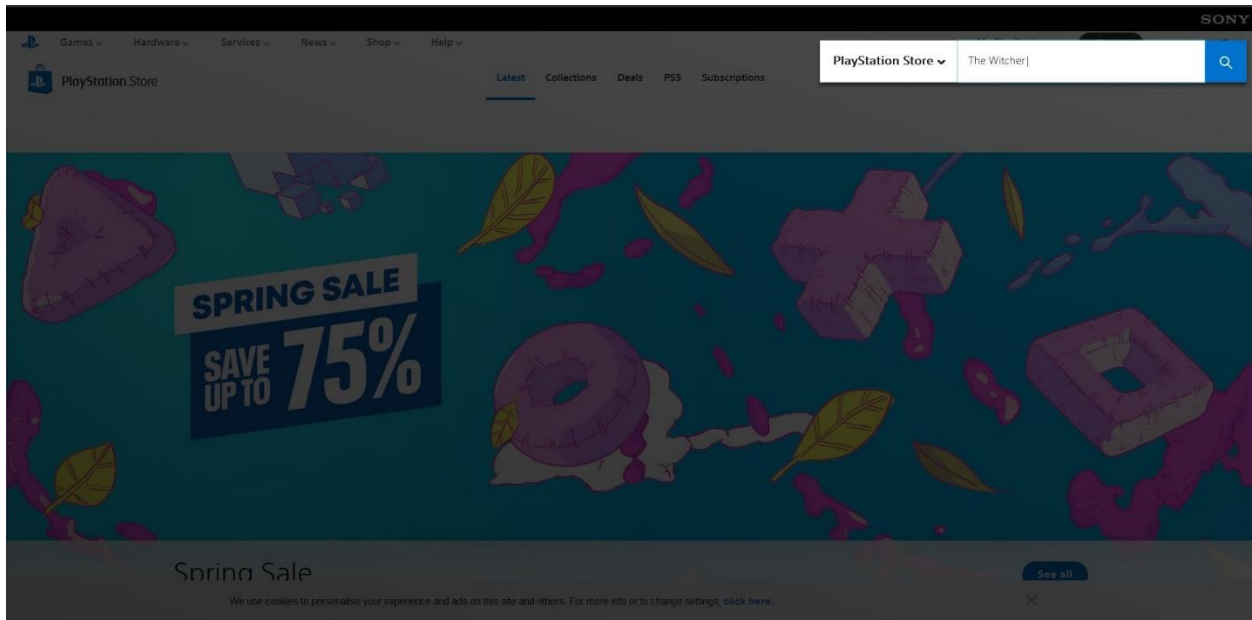 SONY
Games Hardware Services News Shop Help
PlayStation Store The Witcher
PlayStation.Store Latest Collections Deals PS5 Subscriptions
SPRING SALE
SAVE UP TO 75%
Spring Sale
See all
We use cookies to personalise your experience and ads on this site and others. For more info or to change settings, click here.